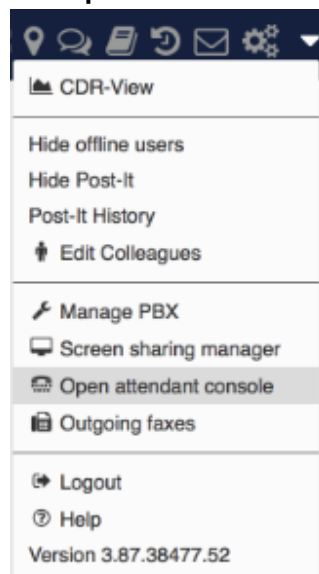 CDR-View
Hide offline users
Hide Post-It
Post-It History
Edit Colleagues
Manage PBX
Screen sharing manager
Open attendant console
Outgoing faxes
Logout
Help
Version 3.87.38477.52